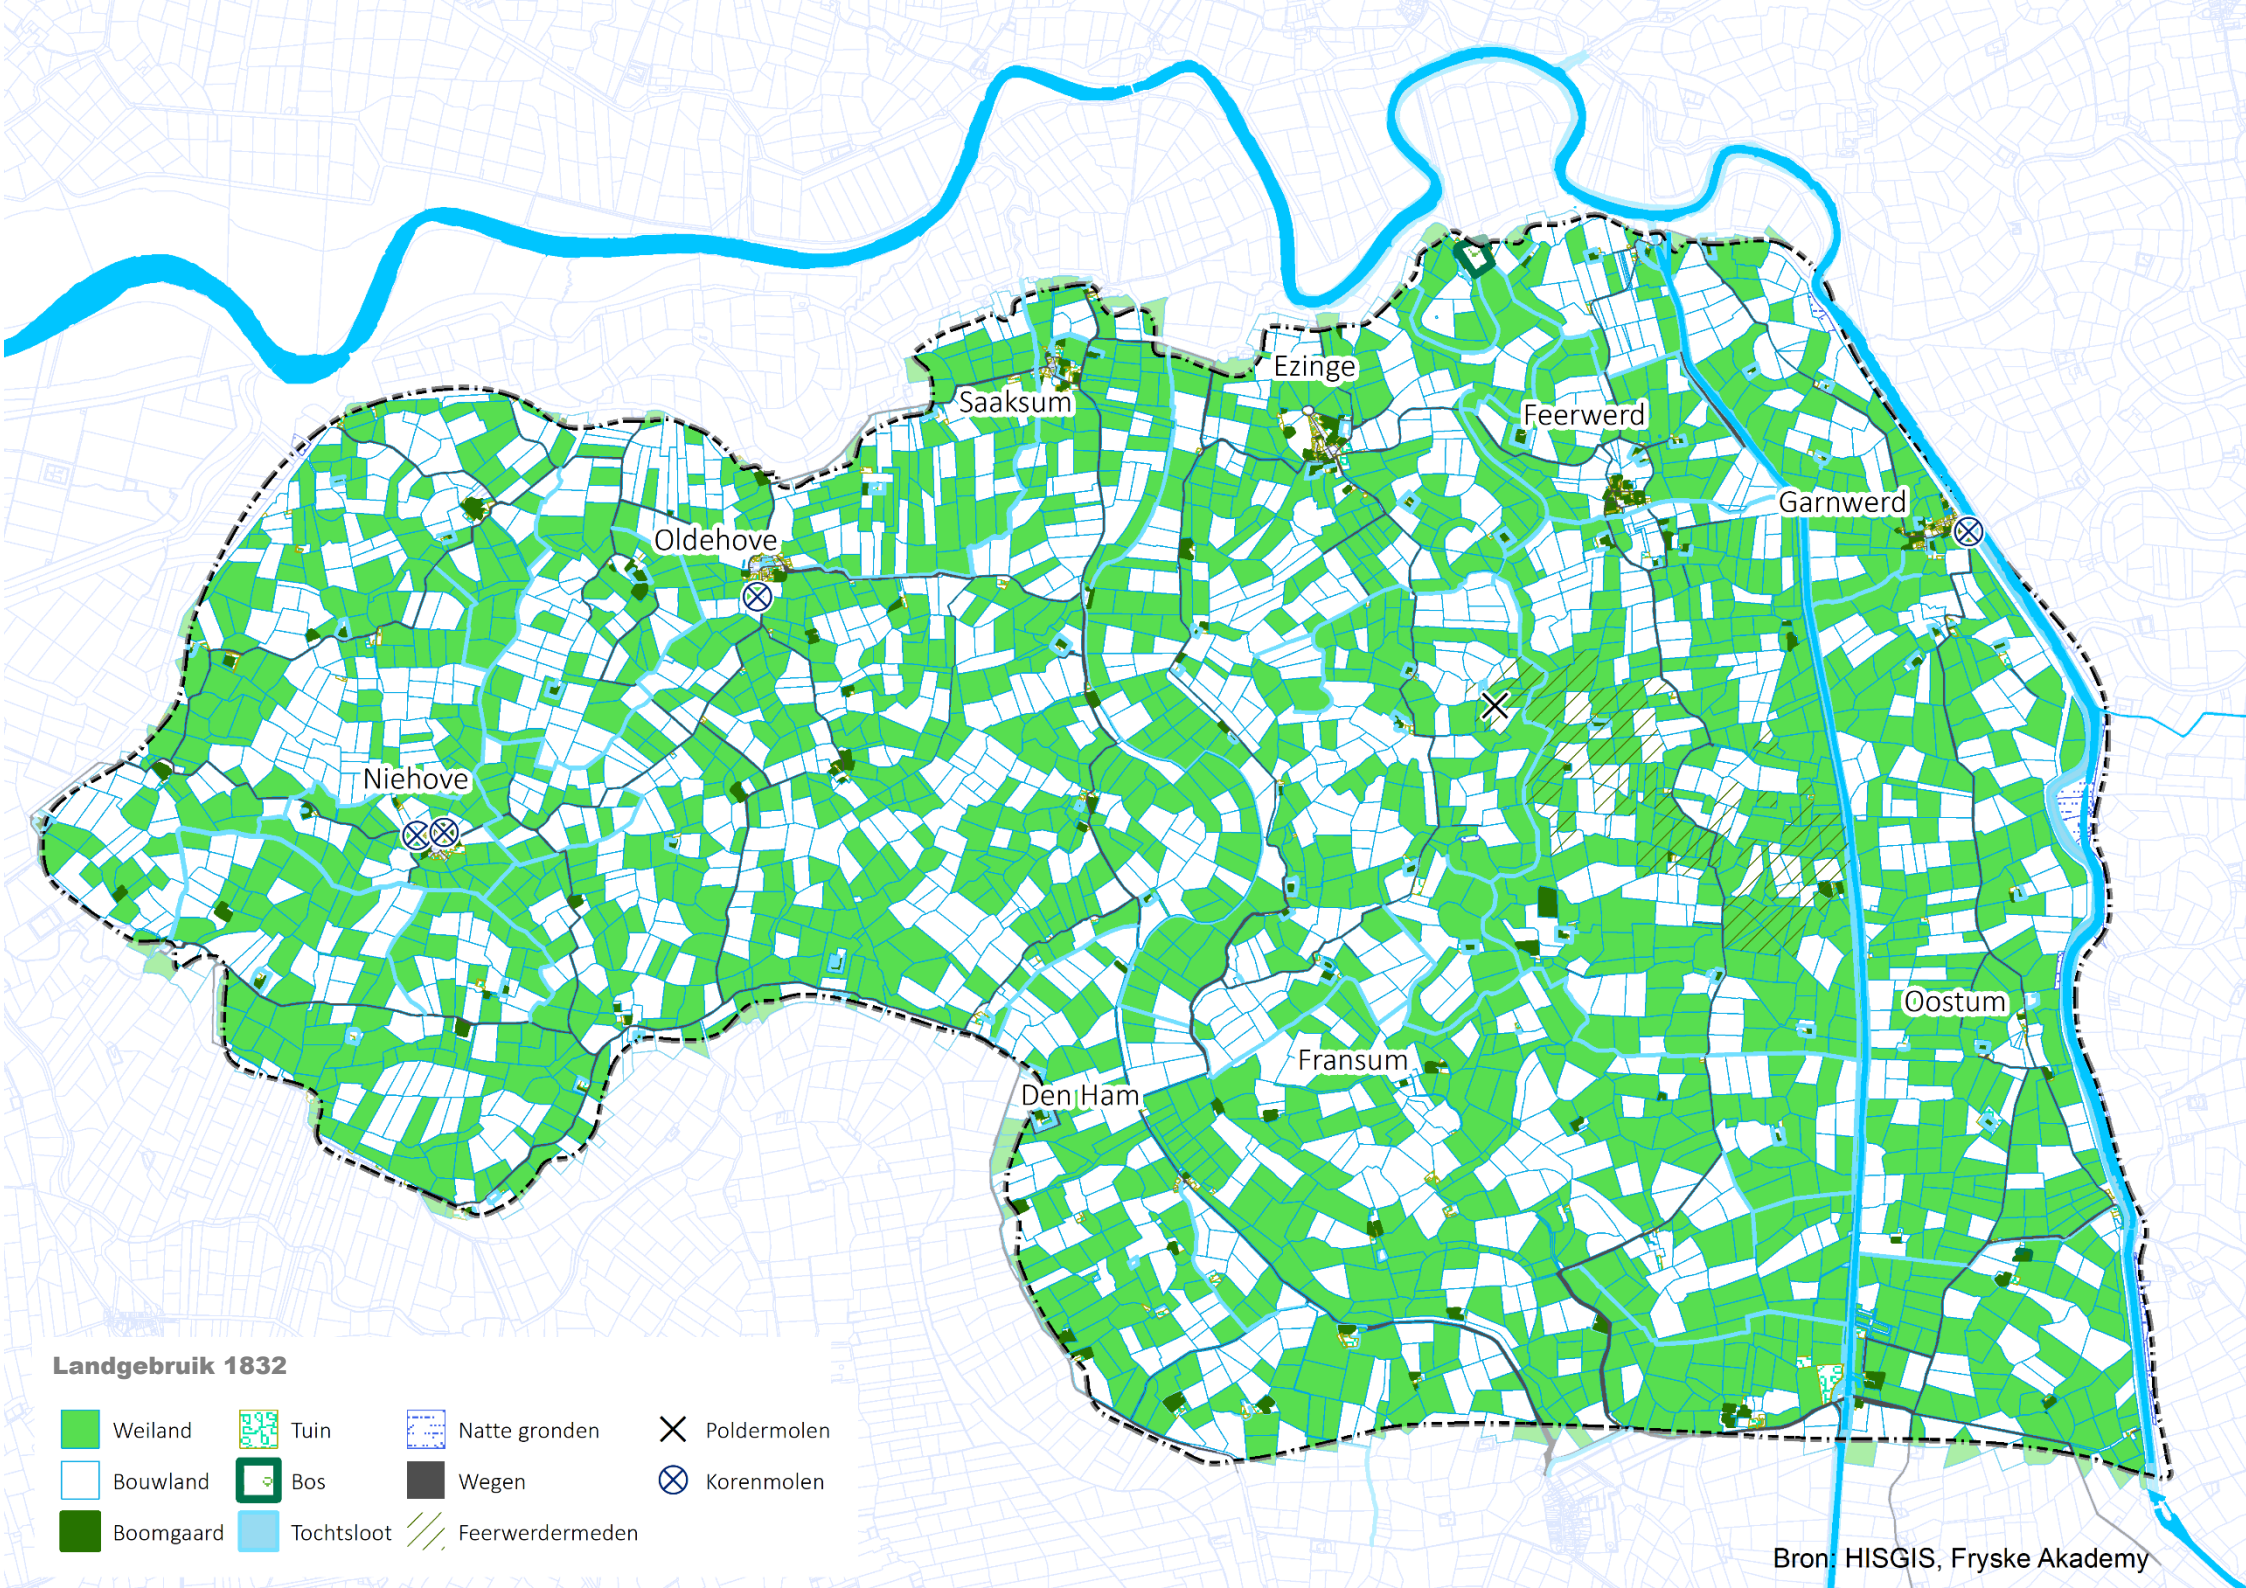 Ezinge
Saaksum
Feerwerd
Garnwerd
Oldehove
Niehove
Oostum
Fransum
Den Ham
Landgebruik 1832
Weiland
Tuin
Natte gronden
Poldermolen
Bouwland
Bos
Wegen
Korenmolen
Boomgaard
Tochtsloot
Feerwerdermeden
Bron: HISGIS, Fryske Akademy